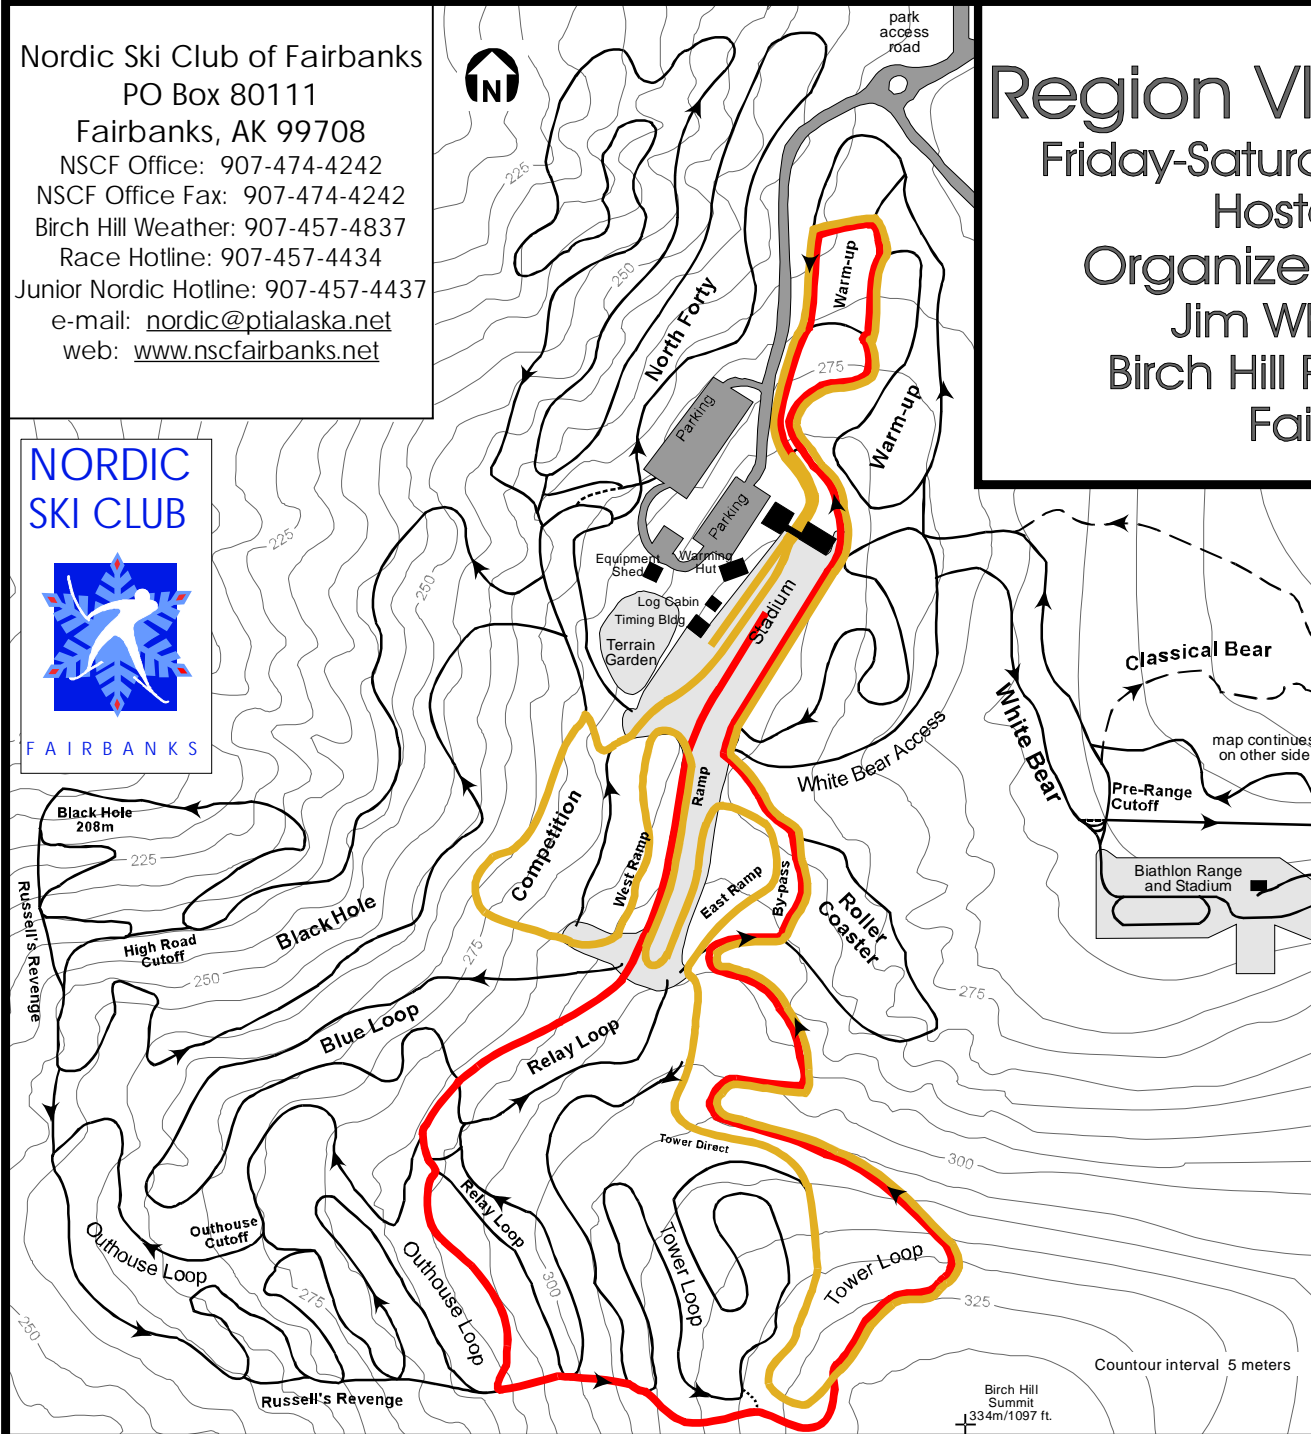 Nordic Ski Club of Fairbanks
PO Box 80111
Fairbanks, AK 99708
NSCF Office: 907-474-4242
NSCF Office Fax: 907-474-4242
Birch Hill Weather: 907-457-4837
Race Hotline: 907-457-4434
Junior Nordic Hotline: 907-457-4437
e-mail: nordic@ptialaska.net
web: www.nscfairbanks.net
N
park
access
road
Region VI
Friday-Satur
Host
Organize
Jim W
Birch Hill
Fai
NORDIC
SKI CLUB
FAIRBANKS
225
250
North Forty
Warm-up
275
Warm-up
Parking
Parking
Equipment
Shed
Warming
Hut
Log Cabin
Timing Bldg
Terrain
Garden
Stadium
225
250
Classical Bear
White Bear
White Bear Access
map continues
on other side
Pre-Range
Cutoff
Biathlon Range
and Stadium
Ramp
Competition
West Ramp
East Ramp
By-pass
Roller
Coaster
Black Hole
208m
225
Russell's Revenge
High Road
Cutoff
Black Hole
250
275
275
Blue Loop
Relay Loop
Tower Direct
300
Relay Loop
Outhouse
Cutoff
Outhouse Loop
Outhouse Loop
Tower Loop
Tower Loop
300
275
250
325
Russell's Revenge
Countour interval 5 meters
Birch Hill
Summit
334m/1097 ft.